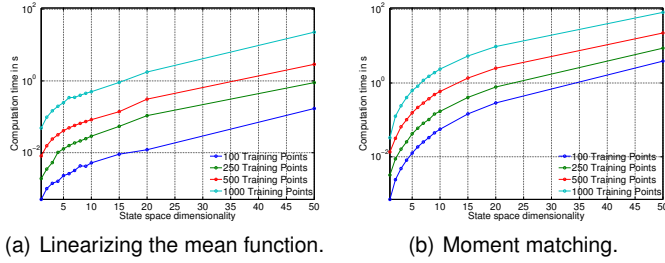 Computation time in s
10^2
10^0
10^-2
5 10 15 20 25 30 35 40 45 50
State space dimensionality
100 Training Points
250 Training Points
500 Training Points
1000 Training Points
(a) Linearizing the mean function.
Computation time in s
10^2
10^0
10^-2
5 10 15 20 25 30 35 40 45 50
State space dimensionality
100 Training Points
250 Training Points
500 Training Points
1000 Training Points
(b) Moment matching.